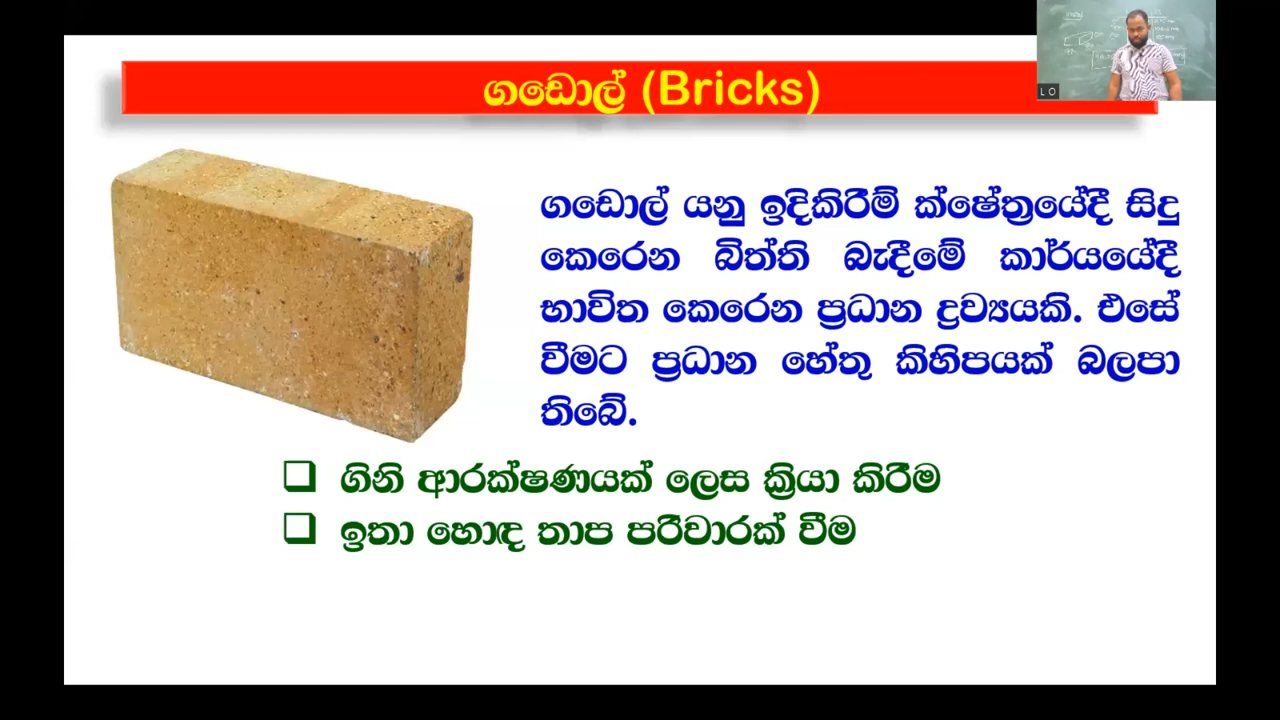 ගඩොල් (Bricks)
L O
ගඩොල් යනු ඉදිකිරීම් ක්ෂේත්‍රයේදී සිදු
කෙරෙන බිත්ති බැදීමේ කාර්යයේදී
භාවිත කෙරෙන ප්‍රධාන ද්‍රව්‍යයකි. එසේ
වීමට ප්‍රධාන හේතු කිහිපයක් බලපා
තිබේ.
ගිනි ආරක්ෂණයක් ලෙස ක්‍රියා කිරීම
ඉතා හොඳ තාප පරිවාරක් වීම